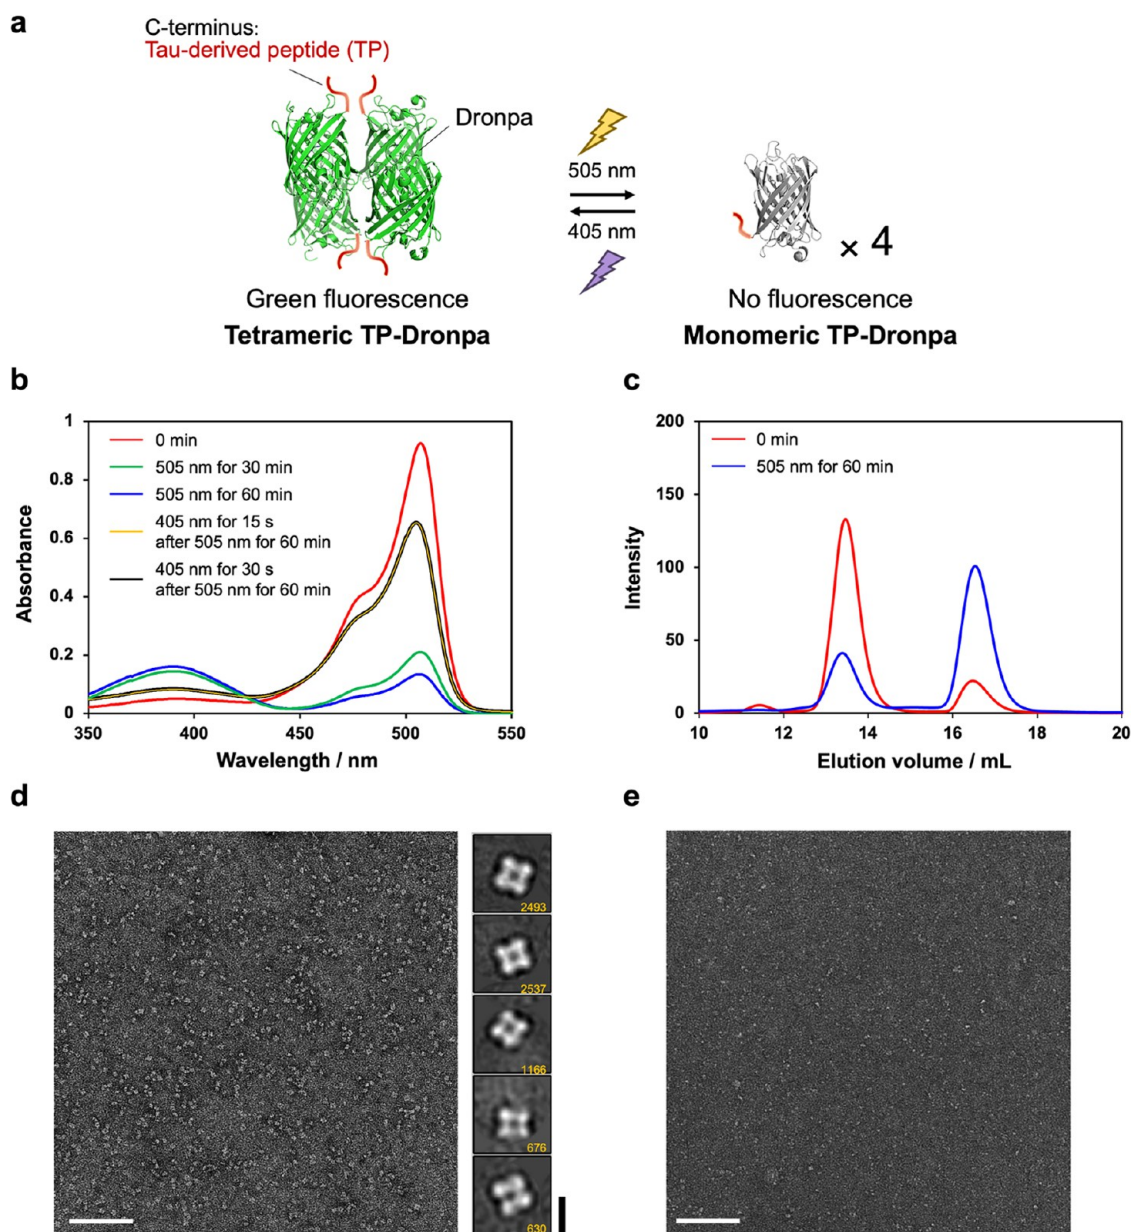 a
C-terminus:
Tau-derived peptide (TP)
Dronpa
505 nm
405 nm
× 4
Green fluorescence
No fluorescence
Tetrameric TP-Dronpa
Monomeric TP-Dronpa
b
1
0.8
0.6
0.4
0.2
0
Absorbance
0 min
505 nm for 30 min
505 nm for 60 min
405 nm for 15 s
after 505 nm for 60 min
405 nm for 30 s
after 505 nm for 60 min
350
400
450
500
550
Wavelength / nm
c
200
150
100
50
0
Intensity
0 min
505 nm for 60 min
10
12
14
16
18
20
Elution volume / mL
d
2493
2537
1166
676
630
e